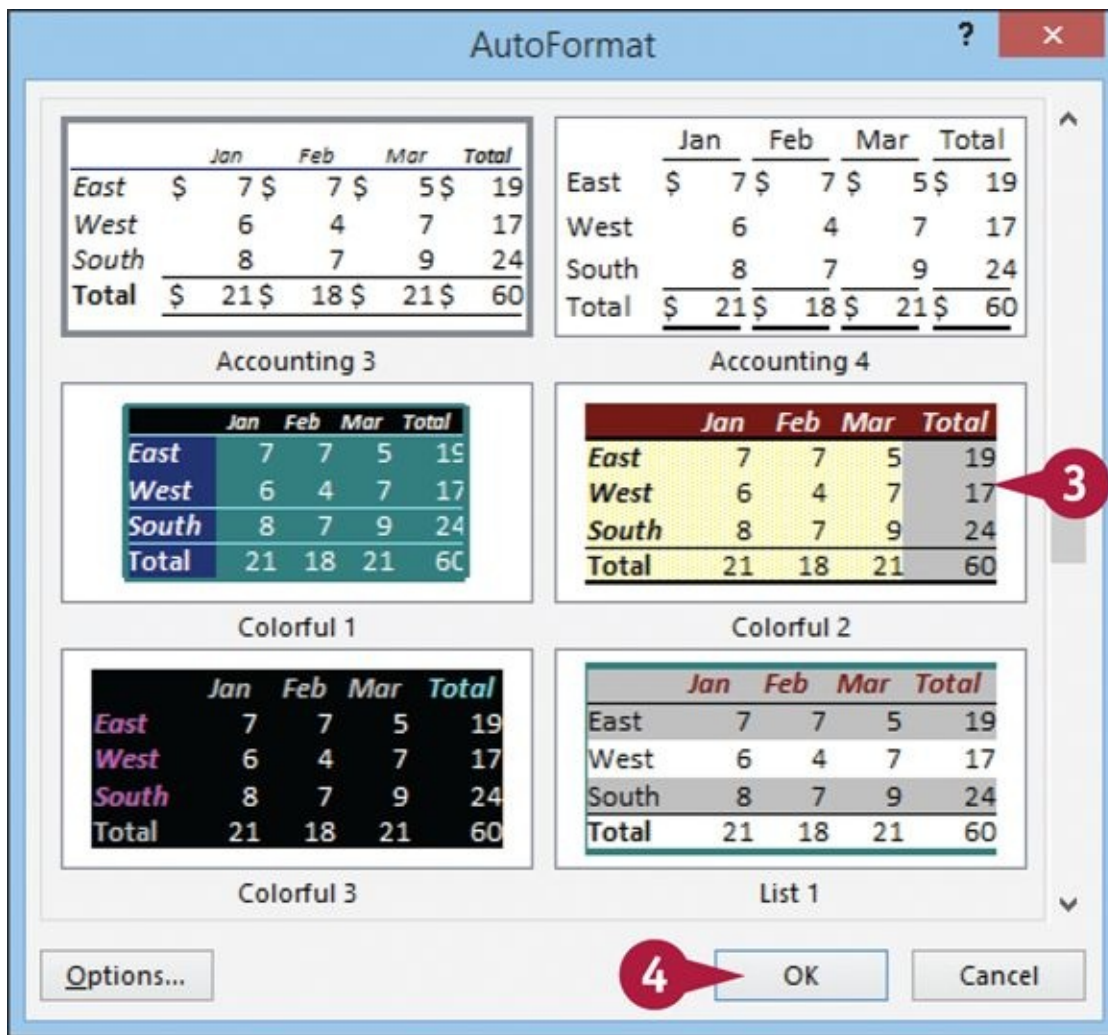 AutoFormat ? ×
Jan Feb Mar Total
East $ 7 $ 7 $ 5 $ 19
West 6 4 7 17
South 8 7 9 24
Total $ 21 $ 18 $ 21 $ 60
Accounting 3
Jan Feb Mar Total
East $ 7 $ 7 $ 5 $ 19
West 6 4 7 17
South 8 7 9 24
Total $ 21 $ 18 $ 21 $ 60
Accounting 4
Jan Feb Mar Total
East 7 7 5 19
West 6 4 7 17
South 8 7 9 24
Total 21 18 21 60
Colorful 1
Jan Feb Mar Total
East 7 7 5 19
West 6 4 7 17
South 8 7 9 24
Total 21 18 21 60
Colorful 2
3
Jan Feb Mar Total
East 7 7 5 19
West 6 4 7 17
South 8 7 9 24
Total 21 18 21 60
Colorful 3
Jan Feb Mar Total
East 7 7 5 19
West 6 4 7 17
South 8 7 9 24
Total 21 18 21 60
List 1
Options... 4 OK Cancel